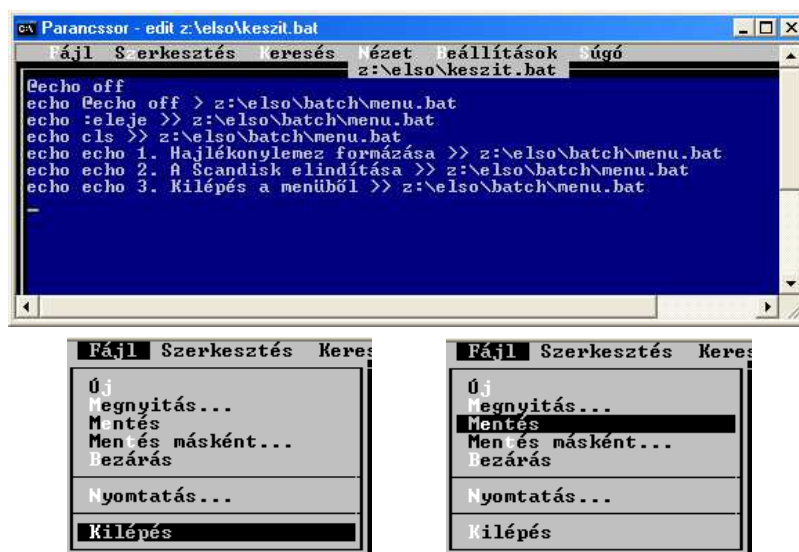 Parancssor - edit z:\elso\keszit.bat
Fájl Szerkesztés Keresés Nézet Beállítások Súgó
z:\elso\keszit.bat
@echo off
echo @echo off > z:\elso\batch\menu.bat
echo :eleje >> z:\elso\batch\menu.bat
echo cls >> z:\elso\batch\menu.bat
echo echo 1. Hajlékonylemez formázása >> z:\elso\batch\menu.bat
echo echo 2. A Scandisk elindítása >> z:\elso\batch\menu.bat
echo echo 3. Kilépés a menüből >> z:\elso\batch\menu.bat
Fájl Szerkesztés Keres
Új
Megnyitás...
Mentés
Mentés másként...
Bezárás
Nyomtatás...
Kilépés
Fájl Szerkesztés Keres
Új
Megnyitás...
Mentés
Mentés másként...
Bezárás
Nyomtatás...
Kilépés